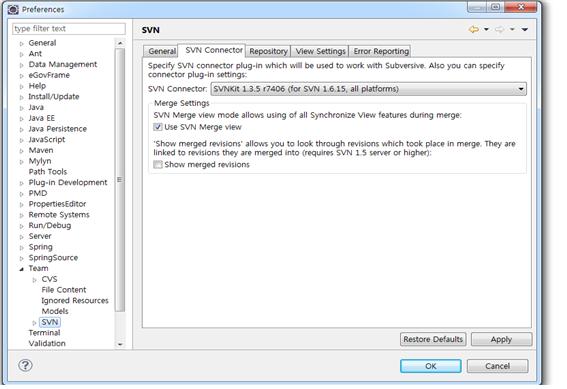 Preferences
type filter text
General
Ant
Data Management
eGovFrame
Help
Install/Update
Java
Java EE
Java Persistence
JavaScript
Maven
Mylyn
Path Tools
Plug-in Development
PMD
PropertiesEditor
Remote Systems
Run/Debug
Server
Spring
SpringSource
Team
CVS
File Content
Ignored Resources
Models
SVN
Terminal
Validation
SVN
General SVN Connector Repository View Settings Error Reporting
Specify SVN connector plug-in which will be used to work with Subversive. Also you can specify
connector plug-in settings:
SVN Connector: SVNKit 1.3.5 r7406 (for SVN 1.6.15, all platforms)
Merge Settings
SVN Merge view mode allows using of all Synchronize View features during merge:
Use SVN Merge view
'Show merged revisions' allows you to look through revisions which took place in merge. They are
linked to revisions they are merged into (requires SVN 1.5 server or higher):
Show merged revisions
Restore Defaults Apply
OK Cancel